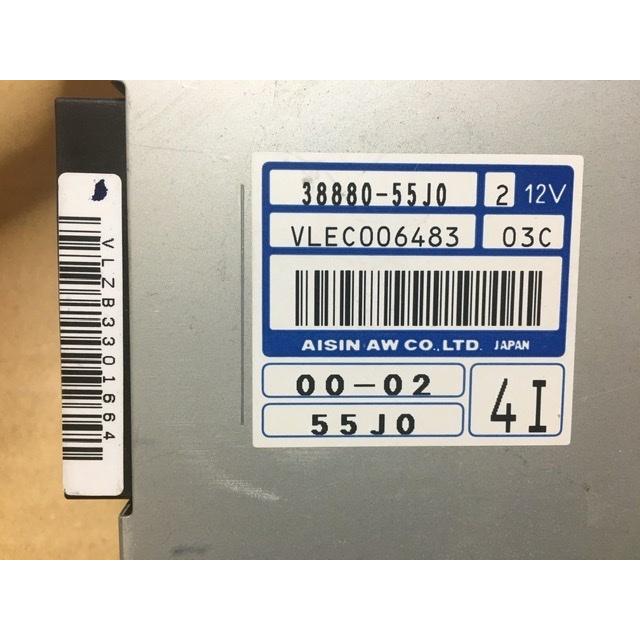 38880-55J0 2 12V
VLEC006483 03C
AISIN AW CO., LTD. JAPAN
00-02
55J0
4I
VLZB3301664